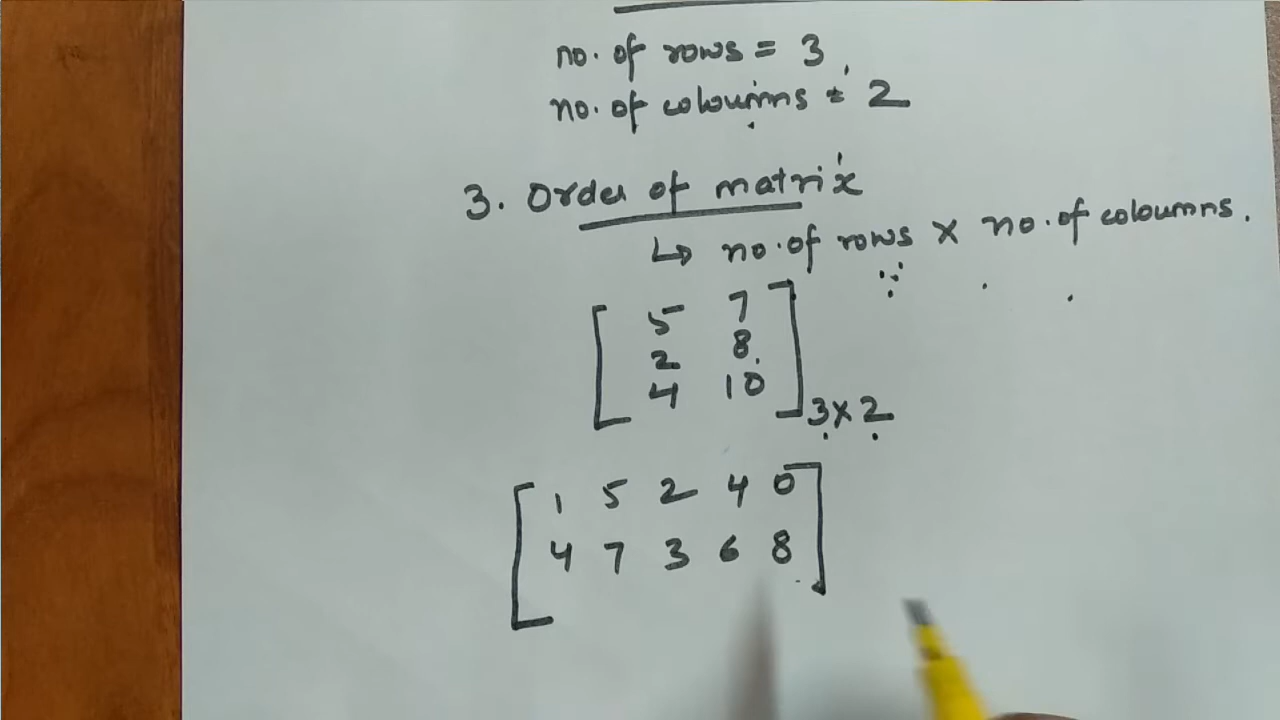 no. of rows = 3
no. of coloumns = 2
3. Order of matrix
↳ no. of rows × no. of coloumns.
5 7
2 8
4 10
3×2
1 5 2 4 0
4 7 3 6 8